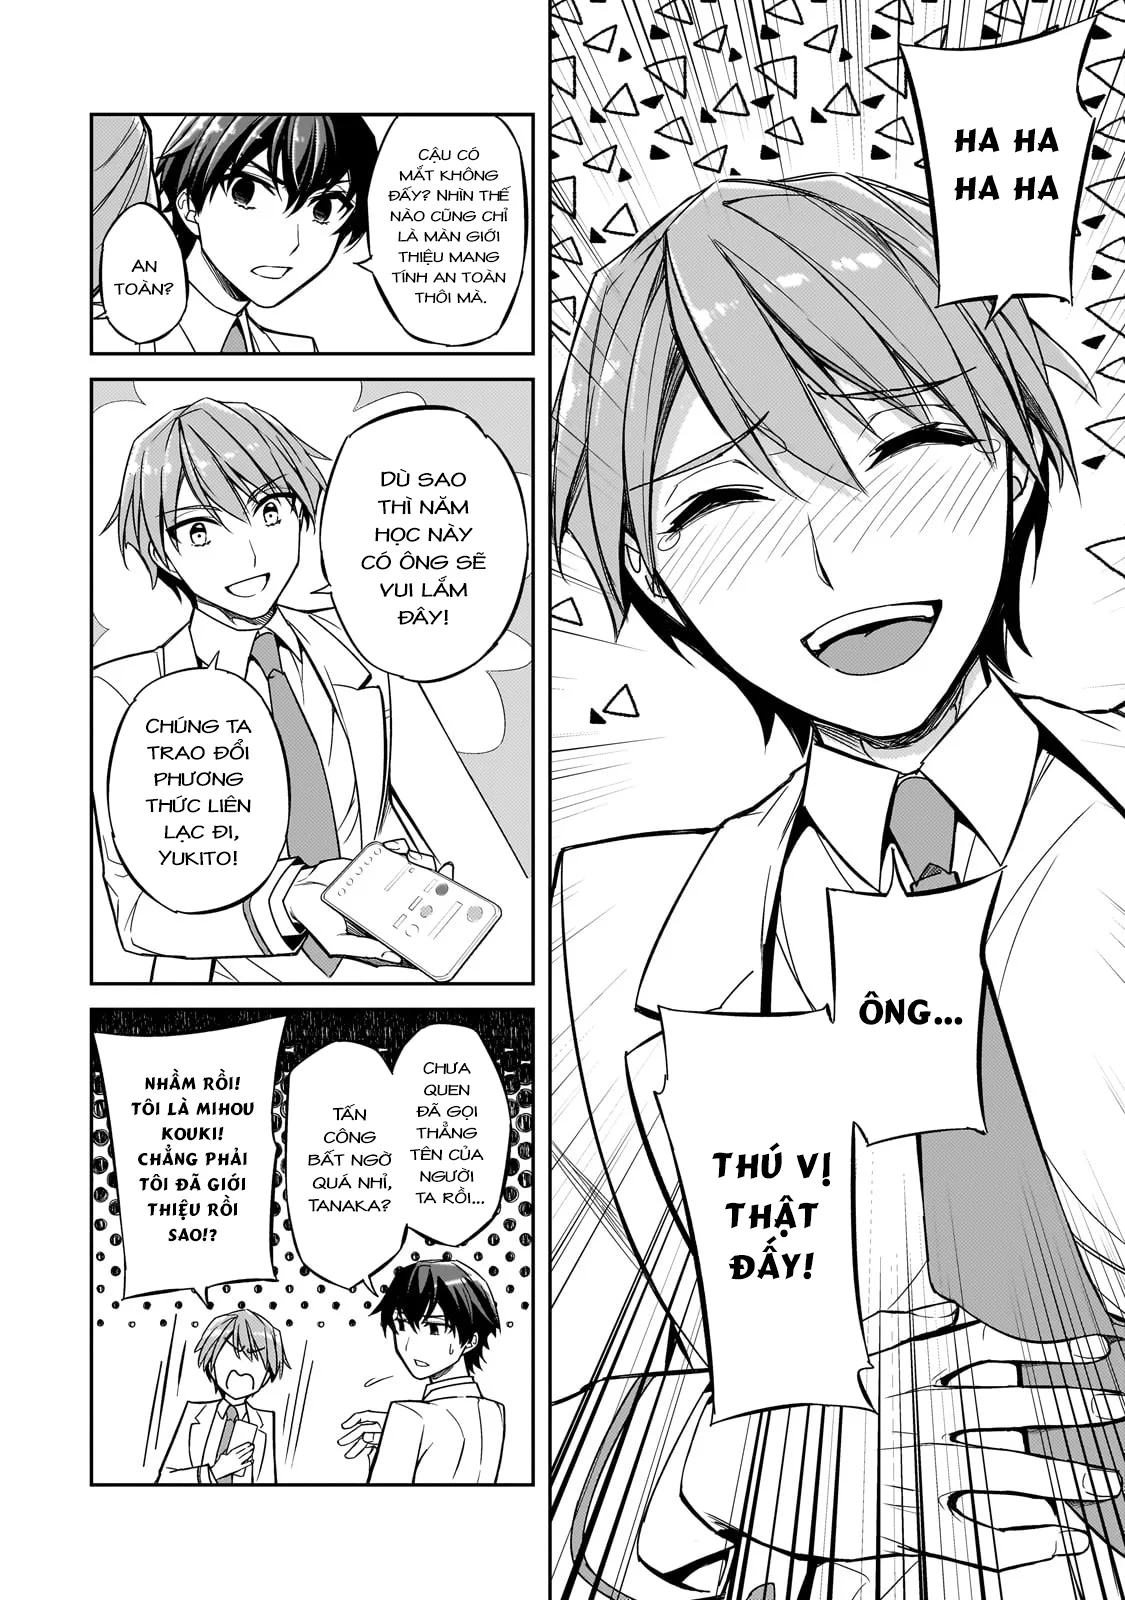 HA HA
HA HA
ÔNG...
THÚ VỊ
THẬT
ĐẤY!
CẬU CÓ
MẮT KHÔNG
ĐẤY? NHÌN THẾ
NÀO CŨNG CHỈ
LÀ MÀN GIỚI
THIỆU MANG
TÍNH AN TOÀN
THÔI MÀ.
AN
TOÀN?
DÙ SAO
THÌ NĂM
HỌC NÀY
CÓ ÔNG SẼ
VUI LẮM
ĐÂY!
CHÚNG TA
TRAO ĐỔI
PHƯƠNG
THỨC LIÊN
LẠC ĐI,
YUKITO!
CHƯA
QUEN
ĐÃ GỌI
THẲNG
TÊN CỦA
NGƯỜI
TA RỒI...
TẤN
CÔNG
BẤT NGỜ
QUÁ NHỈ,
TANAKA?
NHẦM RỒI!
TÔI LÀ MIHOU
KOUKI!
CHẲNG PHẢI
TÔI ĐÃ GIỚI
THIỆU RỒI
SAO!?